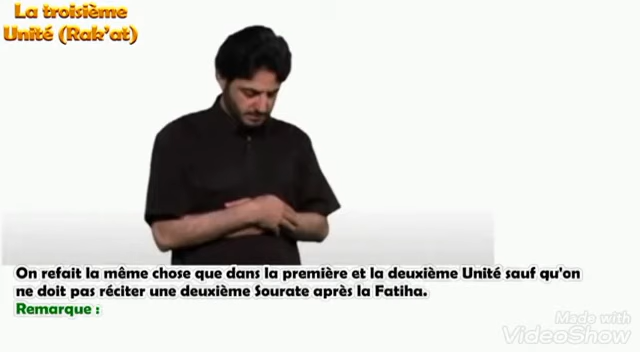 La troisième
Unité (Rak'at)
On refait la même chose que dans la première et la deuxième Unité sauf qu'on
ne doit pas réciter une deuxième Sourate après la Fatiha.
Remarque :
Made with
VideoShow